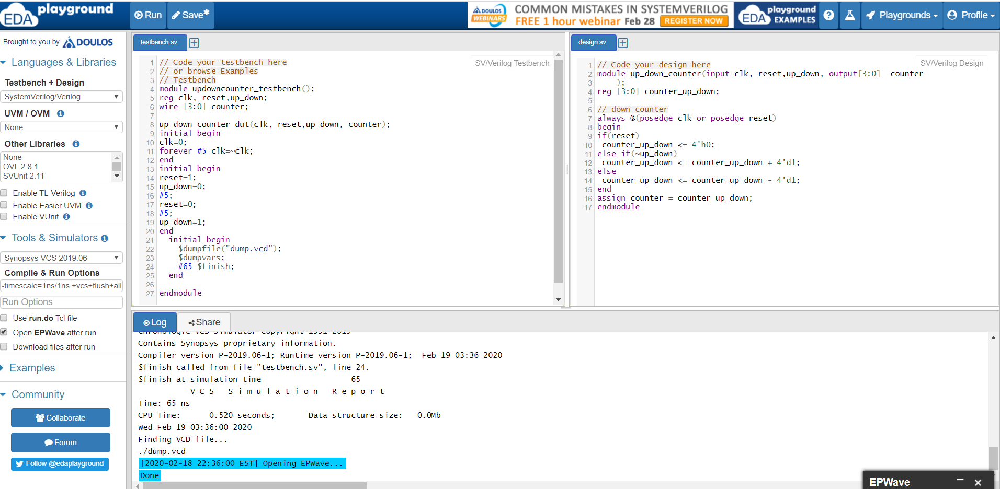 EDA playground
Run
Save*
DOULOS WEBINARS
COMMON MISTAKES IN SYSTEMVERILOG
FREE 1 hour webinar Feb 28 REGISTER NOW
EDA playground EXAMPLES
?
Playgrounds
Profile
Brought to you by DOULOS
Languages & Libraries
Testbench + Design
SystemVerilog/Verilog
UVM / OVM
None
Other Libraries
None
OVL 2.8.1
SVUnit 2.11
Enable TL-Verilog
Enable Easier UVM
Enable VUnit
Tools & Simulators
Synopsys VCS 2019.06
Compile & Run Options
-timescale=1ns/1ns +vcs+flush+all
Run Options
Use run.do Tcl file
Open EPWave after run
Download files after run
Examples
Community
Collaborate
Forum
Follow @edaplayground
testbench.sv
SV/Verilog Testbench
1 // Code your testbench here
2 // or browse Examples
3 // Testbench
4 module updowncounter_testbench();
5 reg clk, reset,up_down;
6 wire [3:0] counter;
7
8 up_down_counter dut(clk, reset,up_down, counter);
9 initial begin
10 clk=0;
11 forever #5 clk=~clk;
12 end
13 initial begin
14 reset=1;
15 up_down=0;
16 #5;
17 reset=0;
18 #5;
19 up_down=1;
20 end
21   initial begin
22     $dumpfile("dump.vcd");
23     $dumpvars;
24     #65 $finish;
25   end
26
27 endmodule
design.sv
SV/Verilog Design
1 // Code your design here
2 module up_down_counter(input clk, reset,up_down, output[3:0]  counter
3     );
4 reg [3:0] counter_up_down;
5
6 // down counter
7 always @(posedge clk or posedge reset)
8 begin
9 if(reset)
10  counter_up_down <= 4'h0;
11 else if(~up_down)
12  counter_up_down <= counter_up_down + 4'd1;
13 else
14  counter_up_down <= counter_up_down - 4'd1;
15 end
16 assign counter = counter_up_down;
17 endmodule
Log
Share
Chronologic VCS simulator copyright 1991-2019
Contains Synopsys proprietary information.
Compiler version P-2019.06-1; Runtime version P-2019.06-1;  Feb 19 03:36 2020
$finish called from file "testbench.sv", line 24.
$finish at simulation time                   65
V C S   S i m u l a t i o n   R e p o r t
Time: 65 ns
CPU Time:      0.520 seconds;       Data structure size:   0.0Mb
Wed Feb 19 03:36:00 2020
Finding VCD file...
./dump.vcd
[2020-02-18 22:36:00 EST] Opening EPWave...
Done
EPWave